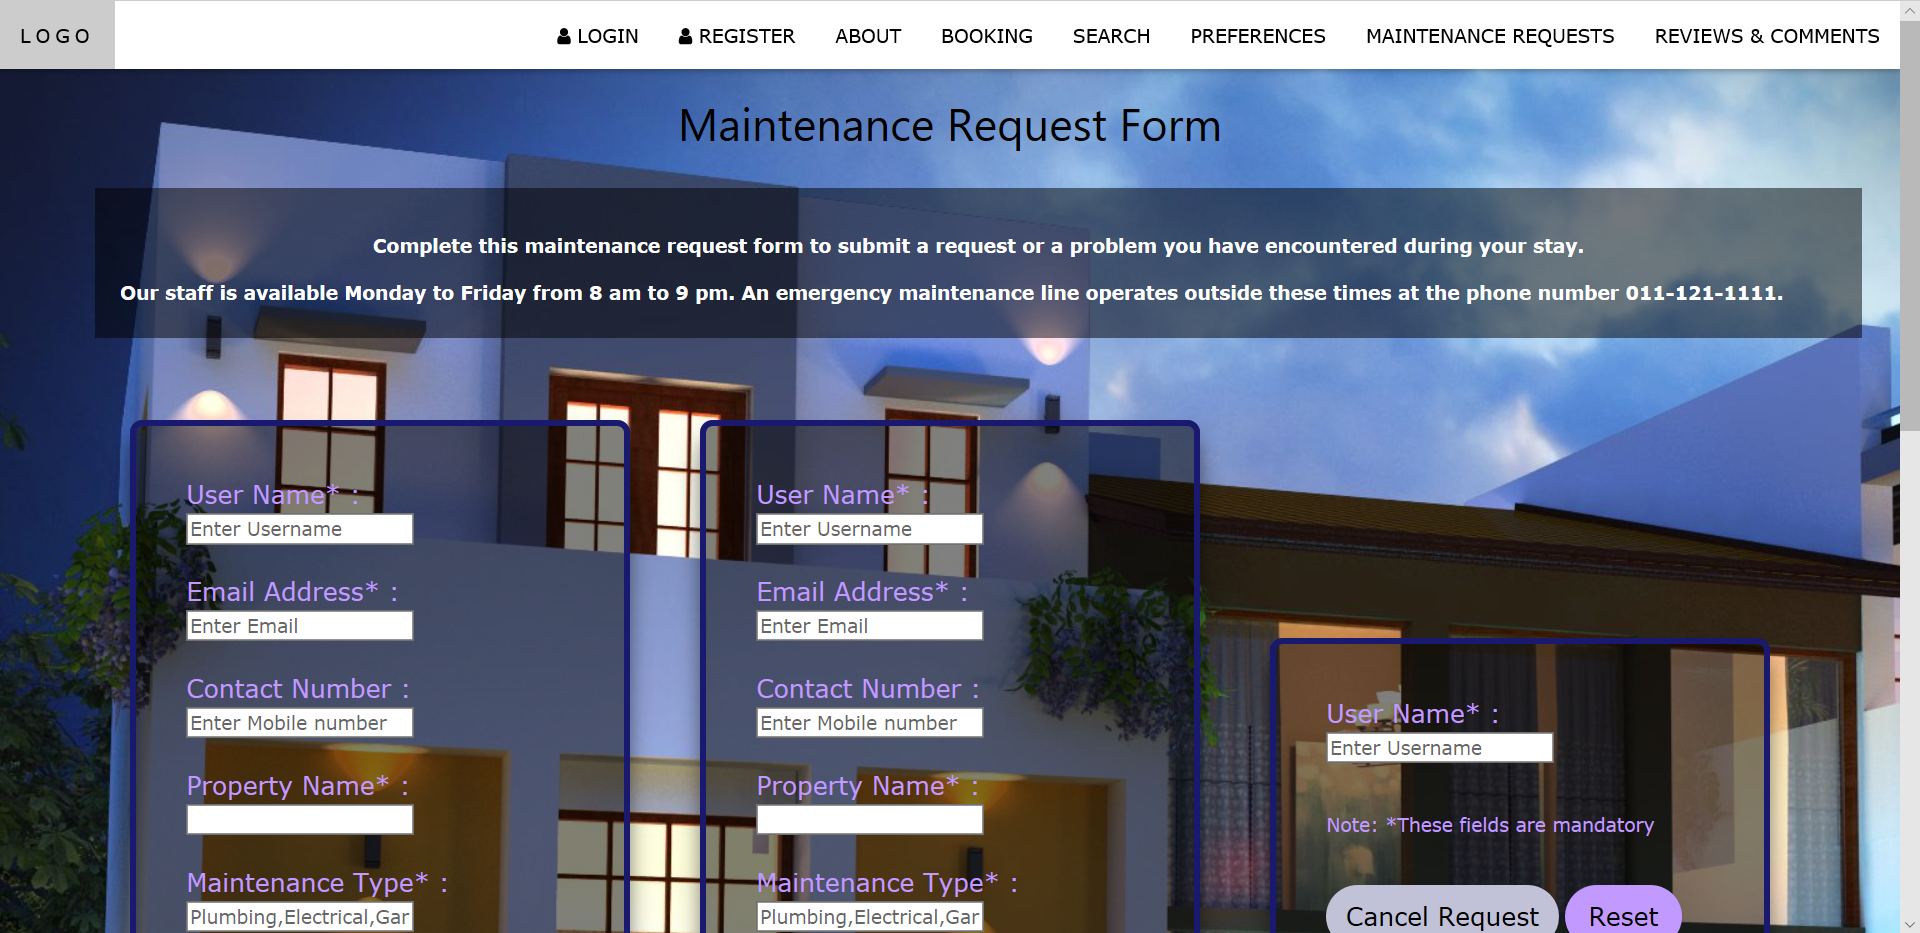 LOGO
LOGIN
REGISTER
ABOUT
BOOKING
SEARCH
PREFERENCES
MAINTENANCE REQUESTS
REVIEWS & COMMENTS
Maintenance Request Form
Complete this maintenance request form to submit a request or a problem you have encountered during your stay.
Our staff is available Monday to Friday from 8 am to 9 pm. An emergency maintenance line operates outside these times at the phone number 011-121-1111.
User Name* :
Enter Username
Email Address* :
Enter Email
Contact Number :
Enter Mobile number
Property Name* :
Maintenance Type* :
Plumbing,Electrical,Gar
User Name* :
Enter Username
Email Address* :
Enter Email
Contact Number :
Enter Mobile number
Property Name* :
Maintenance Type* :
Plumbing,Electrical,Gar
User Name* :
Enter Username
Note: *These fields are mandatory
Cancel Request
Reset